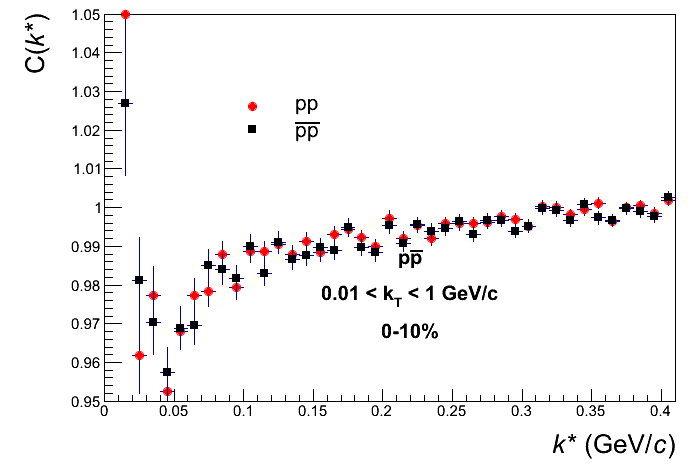 C(k*)
1.05
1.04
1.03
1.02
1.01
1
0.99
0.98
0.97
0.96
0.95
pp
p̅p̅
pp̅
0.01 < k_T < 1 GeV/c
0-10%
0 0.05 0.1 0.15 0.2 0.25 0.3 0.35 0.4
k* (GeV/c)